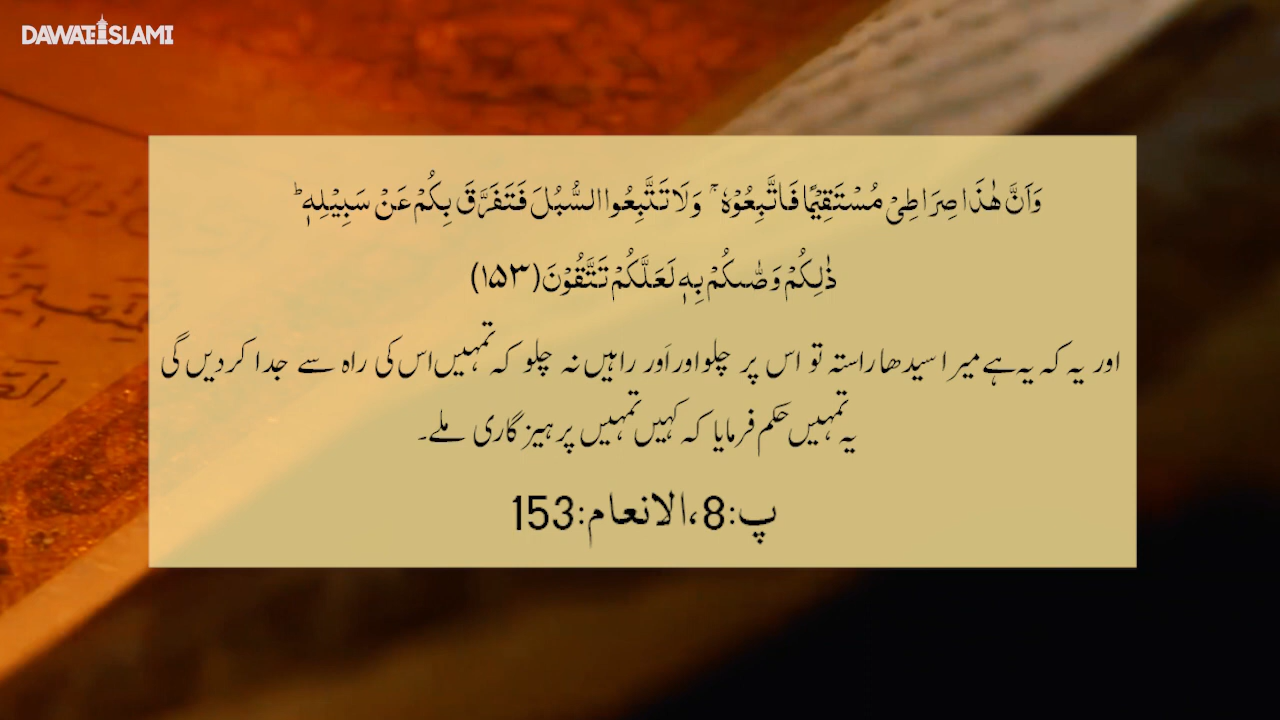 DAWATEISLAMI
وَاَنَّ هٰذَا صِرَاطِیْ مُسْتَقِیْمًا فَاتَّبِعُوْهُۚ وَلَا تَتَّبِعُوا السُّبُلَ فَتَفَرَّقَ بِكُمْ عَنْ سَبِیْلِهٖؕ
ذٰلِكُمْ وَصّٰىكُمْ بِهٖ لَعَلَّكُمْ تَتَّقُوْنَ(۱۵۳)
اور یہ کہ یہ ہے میرا سیدھا راستہ تو اس پر چلو اور اَور راہیں نہ چلو کہ تمہیں اس کی راہ سے جدا کردیں گی
یہ تمہیں حکم فرمایا کہ کہیں تمہیں پرہیزگاری ملے۔
پ:8،الانعام:153